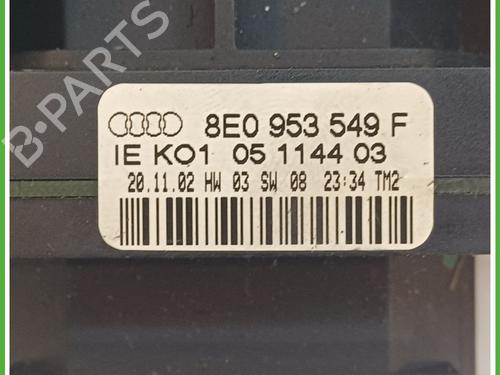 8E0 953 549 F
IE KO1 05 1144 03
20.11.02 HW 03 SW 08 23:34 TM2
B-PARTS